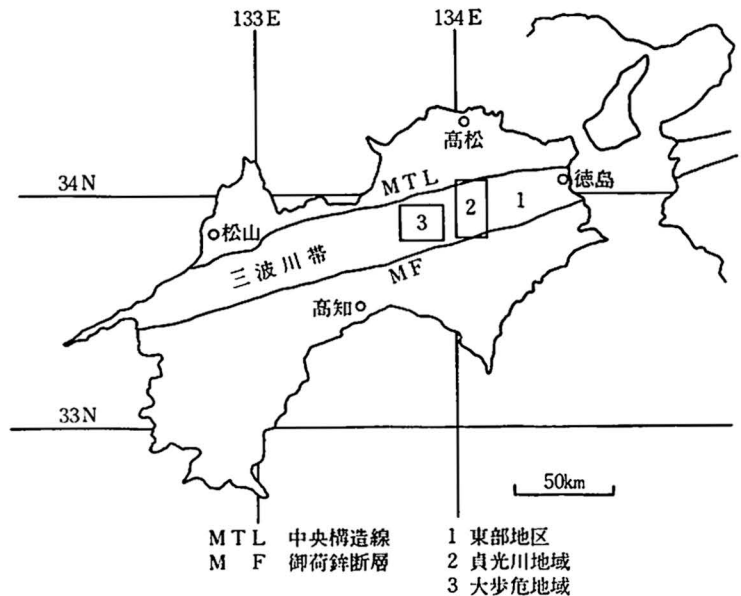 133E 134E
高松
34N
MTL
徳島
松山
3 2 1
三波川帯
MF
高知
33N
50km
MTL 中央構造線
M F 御荷鉾断層
1 東部地区
2 貞光川地域
3 大歩危地域